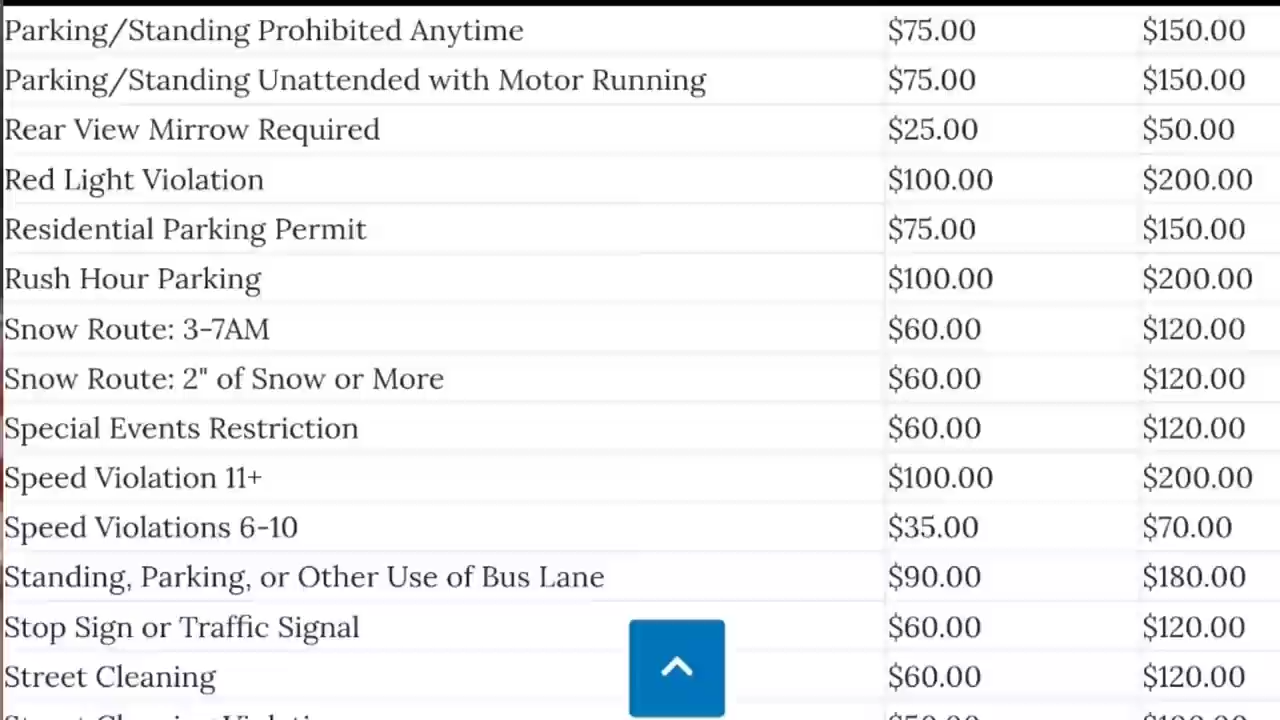 Parking/Standing Prohibited Anytime $75.00 $150.00
Parking/Standing Unattended with Motor Running $75.00 $150.00
Rear View Mirrow Required $25.00 $50.00
Red Light Violation $100.00 $200.00
Residential Parking Permit $75.00 $150.00
Rush Hour Parking $100.00 $200.00
Snow Route: 3-7AM $60.00 $120.00
Snow Route: 2" of Snow or More $60.00 $120.00
Special Events Restriction $60.00 $120.00
Speed Violation 11+ $100.00 $200.00
Speed Violations 6-10 $35.00 $70.00
Standing, Parking, or Other Use of Bus Lane $90.00 $180.00
Stop Sign or Traffic Signal $60.00 $120.00
Street Cleaning $60.00 $120.00